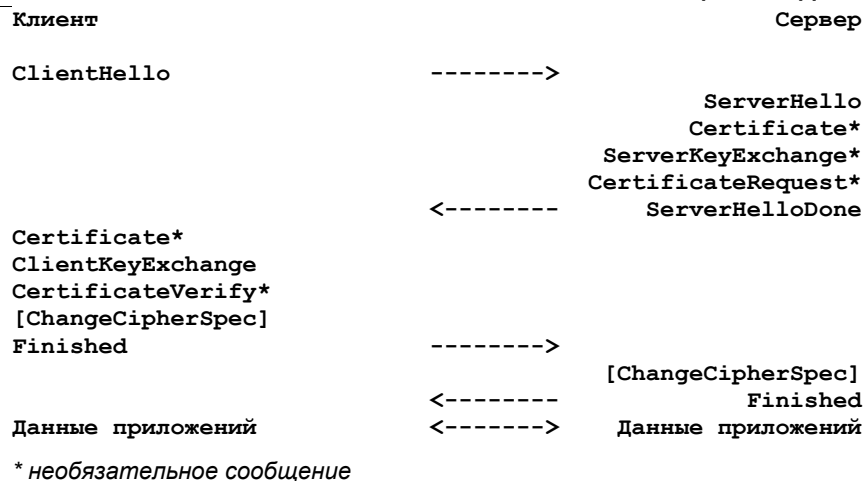 Клиент Сервер
ClientHello -------->
ServerHello
Certificate*
ServerKeyExchange*
CertificateRequest*
<-------- ServerHelloDone
Certificate*
ClientKeyExchange
CertificateVerify*
[ChangeCipherSpec]
Finished -------->
[ChangeCipherSpec]
<-------- Finished
Данные приложений <-------> Данные приложений
* необязательное сообщение